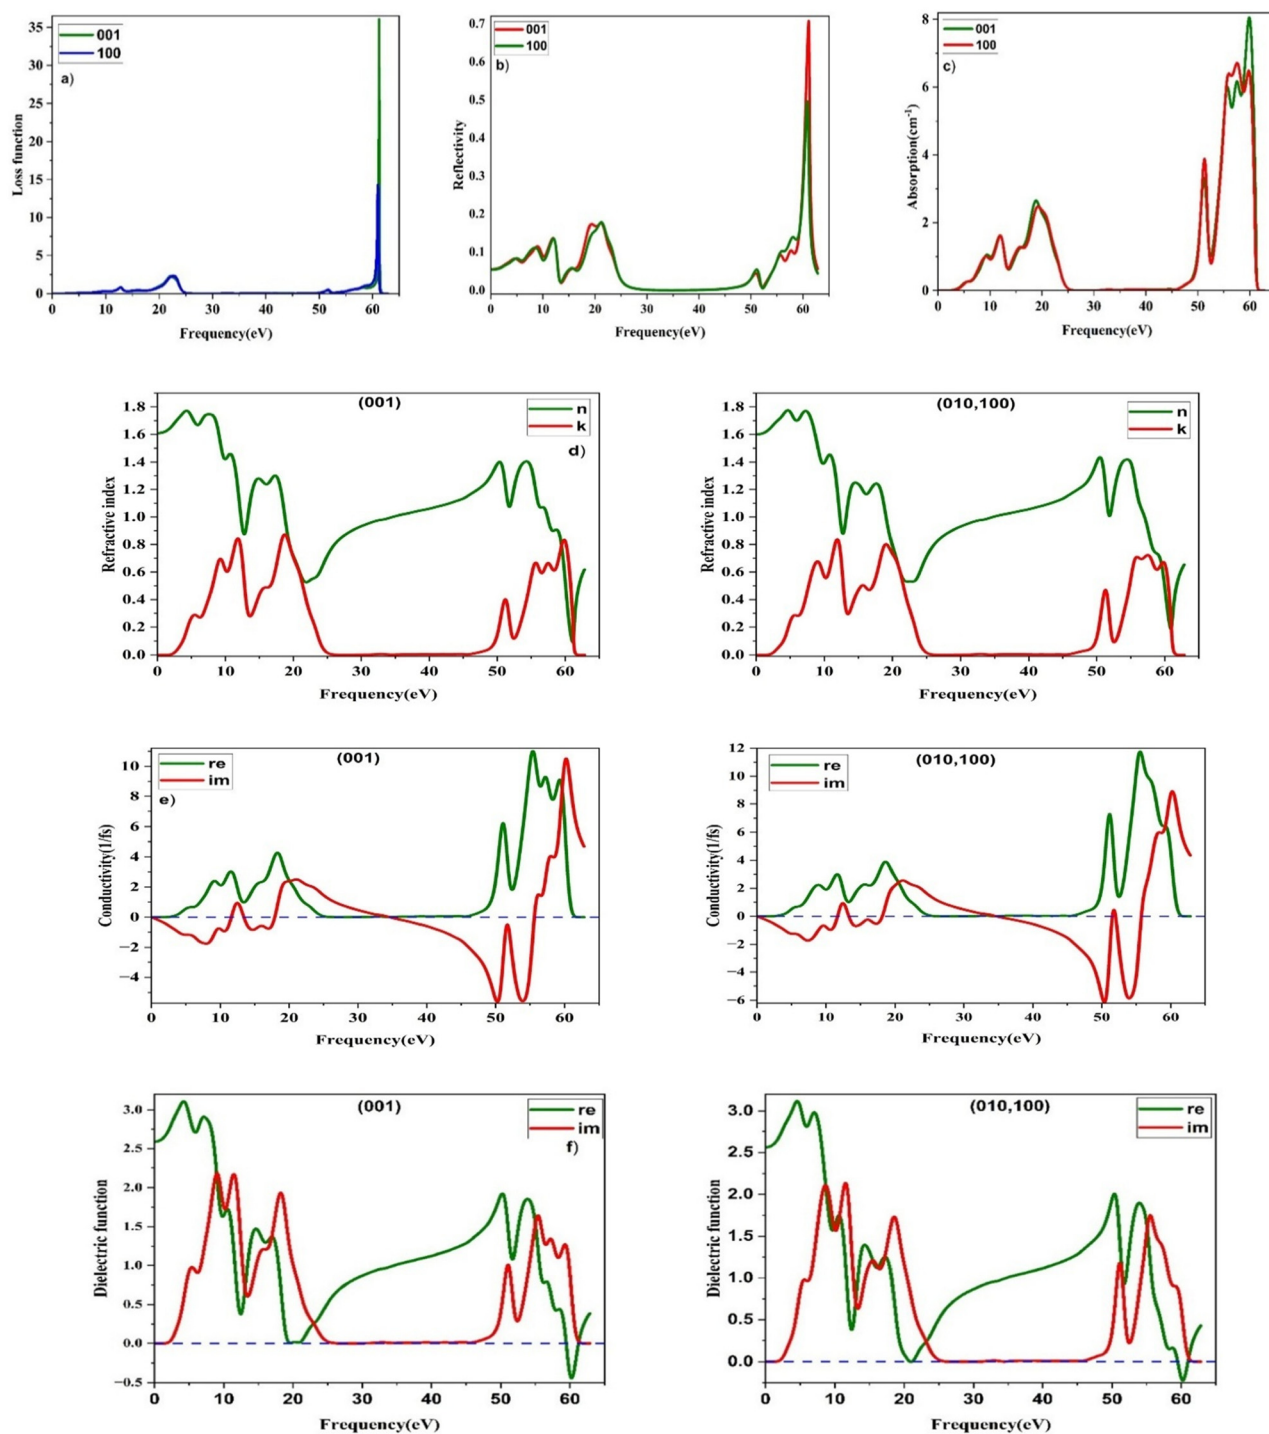 001
100
a)
Loss function
35
30
25
20
15
10
5
0
0 10 20 30 40 50 60
Frequency(eV)
001
100
b)
Reflectivity
0.7
0.6
0.5
0.4
0.3
0.2
0.1
0.0
0 10 20 30 40 50 60
Frequency(eV)
001
100
c)
Absorption(cm⁻¹)
8
6
4
2
0
0 10 20 30 40 50 60
Frequency(eV)
(001)
n
k
d)
Refractive index
1.8
1.6
1.4
1.2
1.0
0.8
0.6
0.4
0.2
0.0
0 10 20 30 40 50 60
Frequency(eV)
(010,100)
n
k
Refractive index
1.8
1.6
1.4
1.2
1.0
0.8
0.6
0.4
0.2
0.0
0 10 20 30 40 50 60
Frequency(eV)
(001)
re
im
e)
Conductivity(1/fs)
10
8
6
4
2
0
−2
−4
0 10 20 30 40 50 60
Frequency(eV)
(010,100)
re
im
Conductivity(1/fs)
12
10
8
6
4
2
0
−2
−4
−6
0 10 20 30 40 50 60
Frequency(eV)
(001)
re
im
f)
Dielectric function
3.0
2.5
2.0
1.5
1.0
0.5
0.0
−0.5
0 10 20 30 40 50 60
Frequency(eV)
(010,100)
re
im
Dielectric function
3.0
2.5
2.0
1.5
1.0
0.5
0.0
0 10 20 30 40 50 60
Frequency(eV)